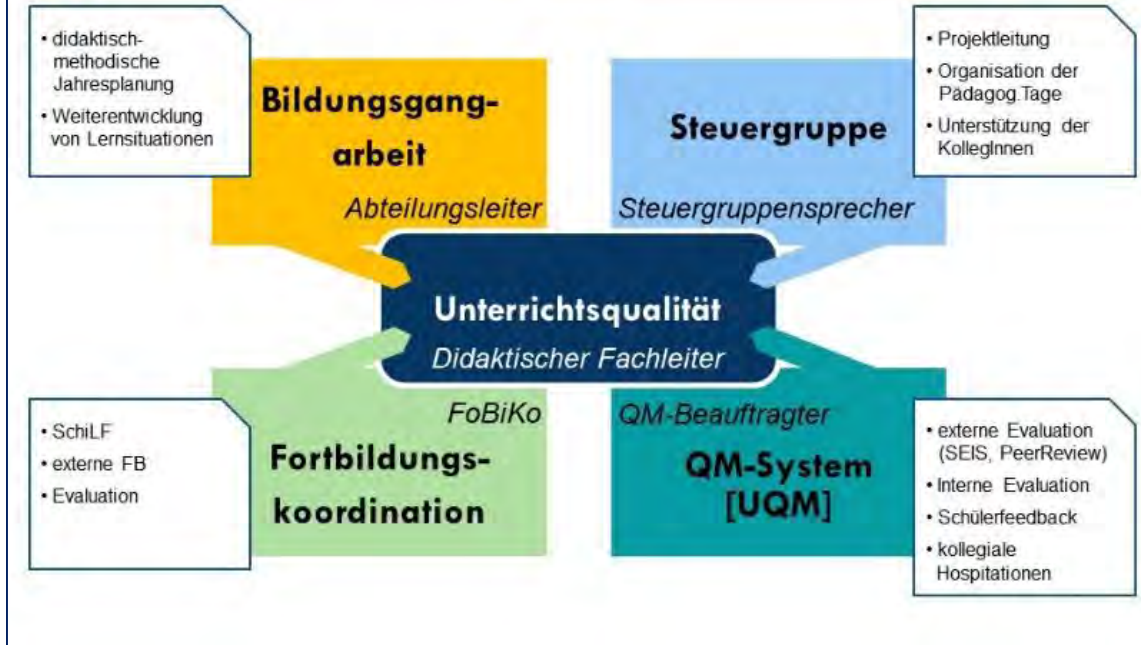 • didaktisch-
methodische
Jahresplanung
• Weiterentwicklung
von Lernsituationen
Bildungsgang-
arbeit
Abteilungsleiter
Steuergruppe
Steuergruppensprecher
• Projektleitung
• Organisation der
Pädagog.Tage
• Unterstützung der
KollegInnen
Unterrichtsqualität
Didaktischer Fachleiter
• SchiLF
• externe FB
• Evaluation
FoBiKo
Fortbildungs-
koordination
QM-Beauftragter
QM-System
[UQM]
• externe Evaluation
(SEIS, PeerReview)
• Interne Evaluation
• Schülerfeedback
• kollegiale
Hospitationen